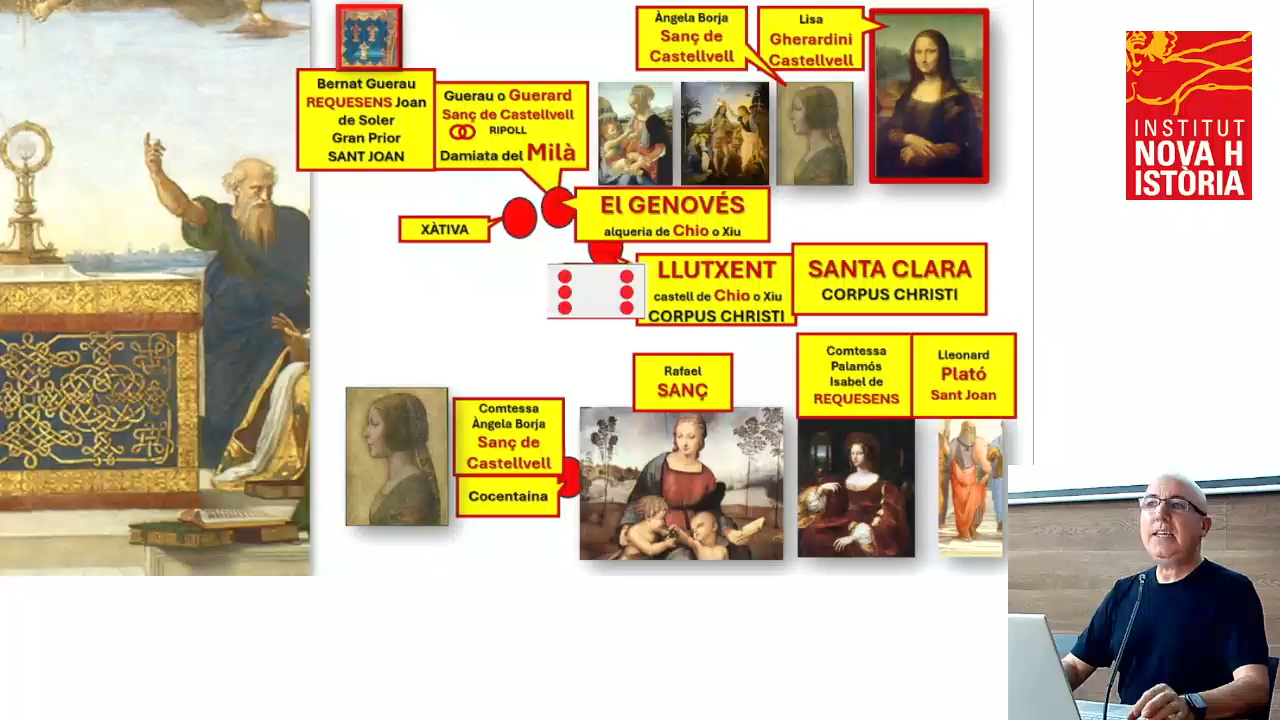 Bernat Guerau
REQUESENS Joan
de Soler
Gran Prior
SANT JOAN
Guerau o Guerard
Sanç de Castellvell
RIPOLL
Damiata del Milà
Àngela Borja
Sanç de
Castellvell
Lisa
Gherardini
Castellvell
INSTITUT
NOVA H
ISTÒRIA
XÀTIVA
El GENOVÉS
alqueria de Chio o Xiu
LLUTXENT
castell de Chio o Xiu
CORPUS CHRISTI
SANTA CLARA
CORPUS CHRISTI
Comtessa
Àngela Borja
Sanç de
Castellvell
Cocentaina
Rafael
SANÇ
Comtessa
Palamós
Isabel de
REQUESENS
Lleonard
Plató
Sant Joan